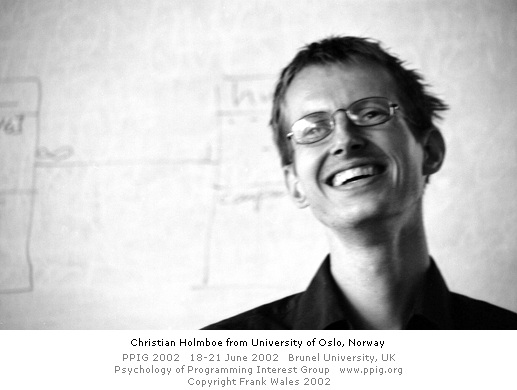 Christian Holmboe from University of Oslo, Norway
PPIG 2002 18-21 June 2002 Brunel University, UK
Psychology of Programming Interest Group www.ppig.org
Copyright Frank Wales 2002